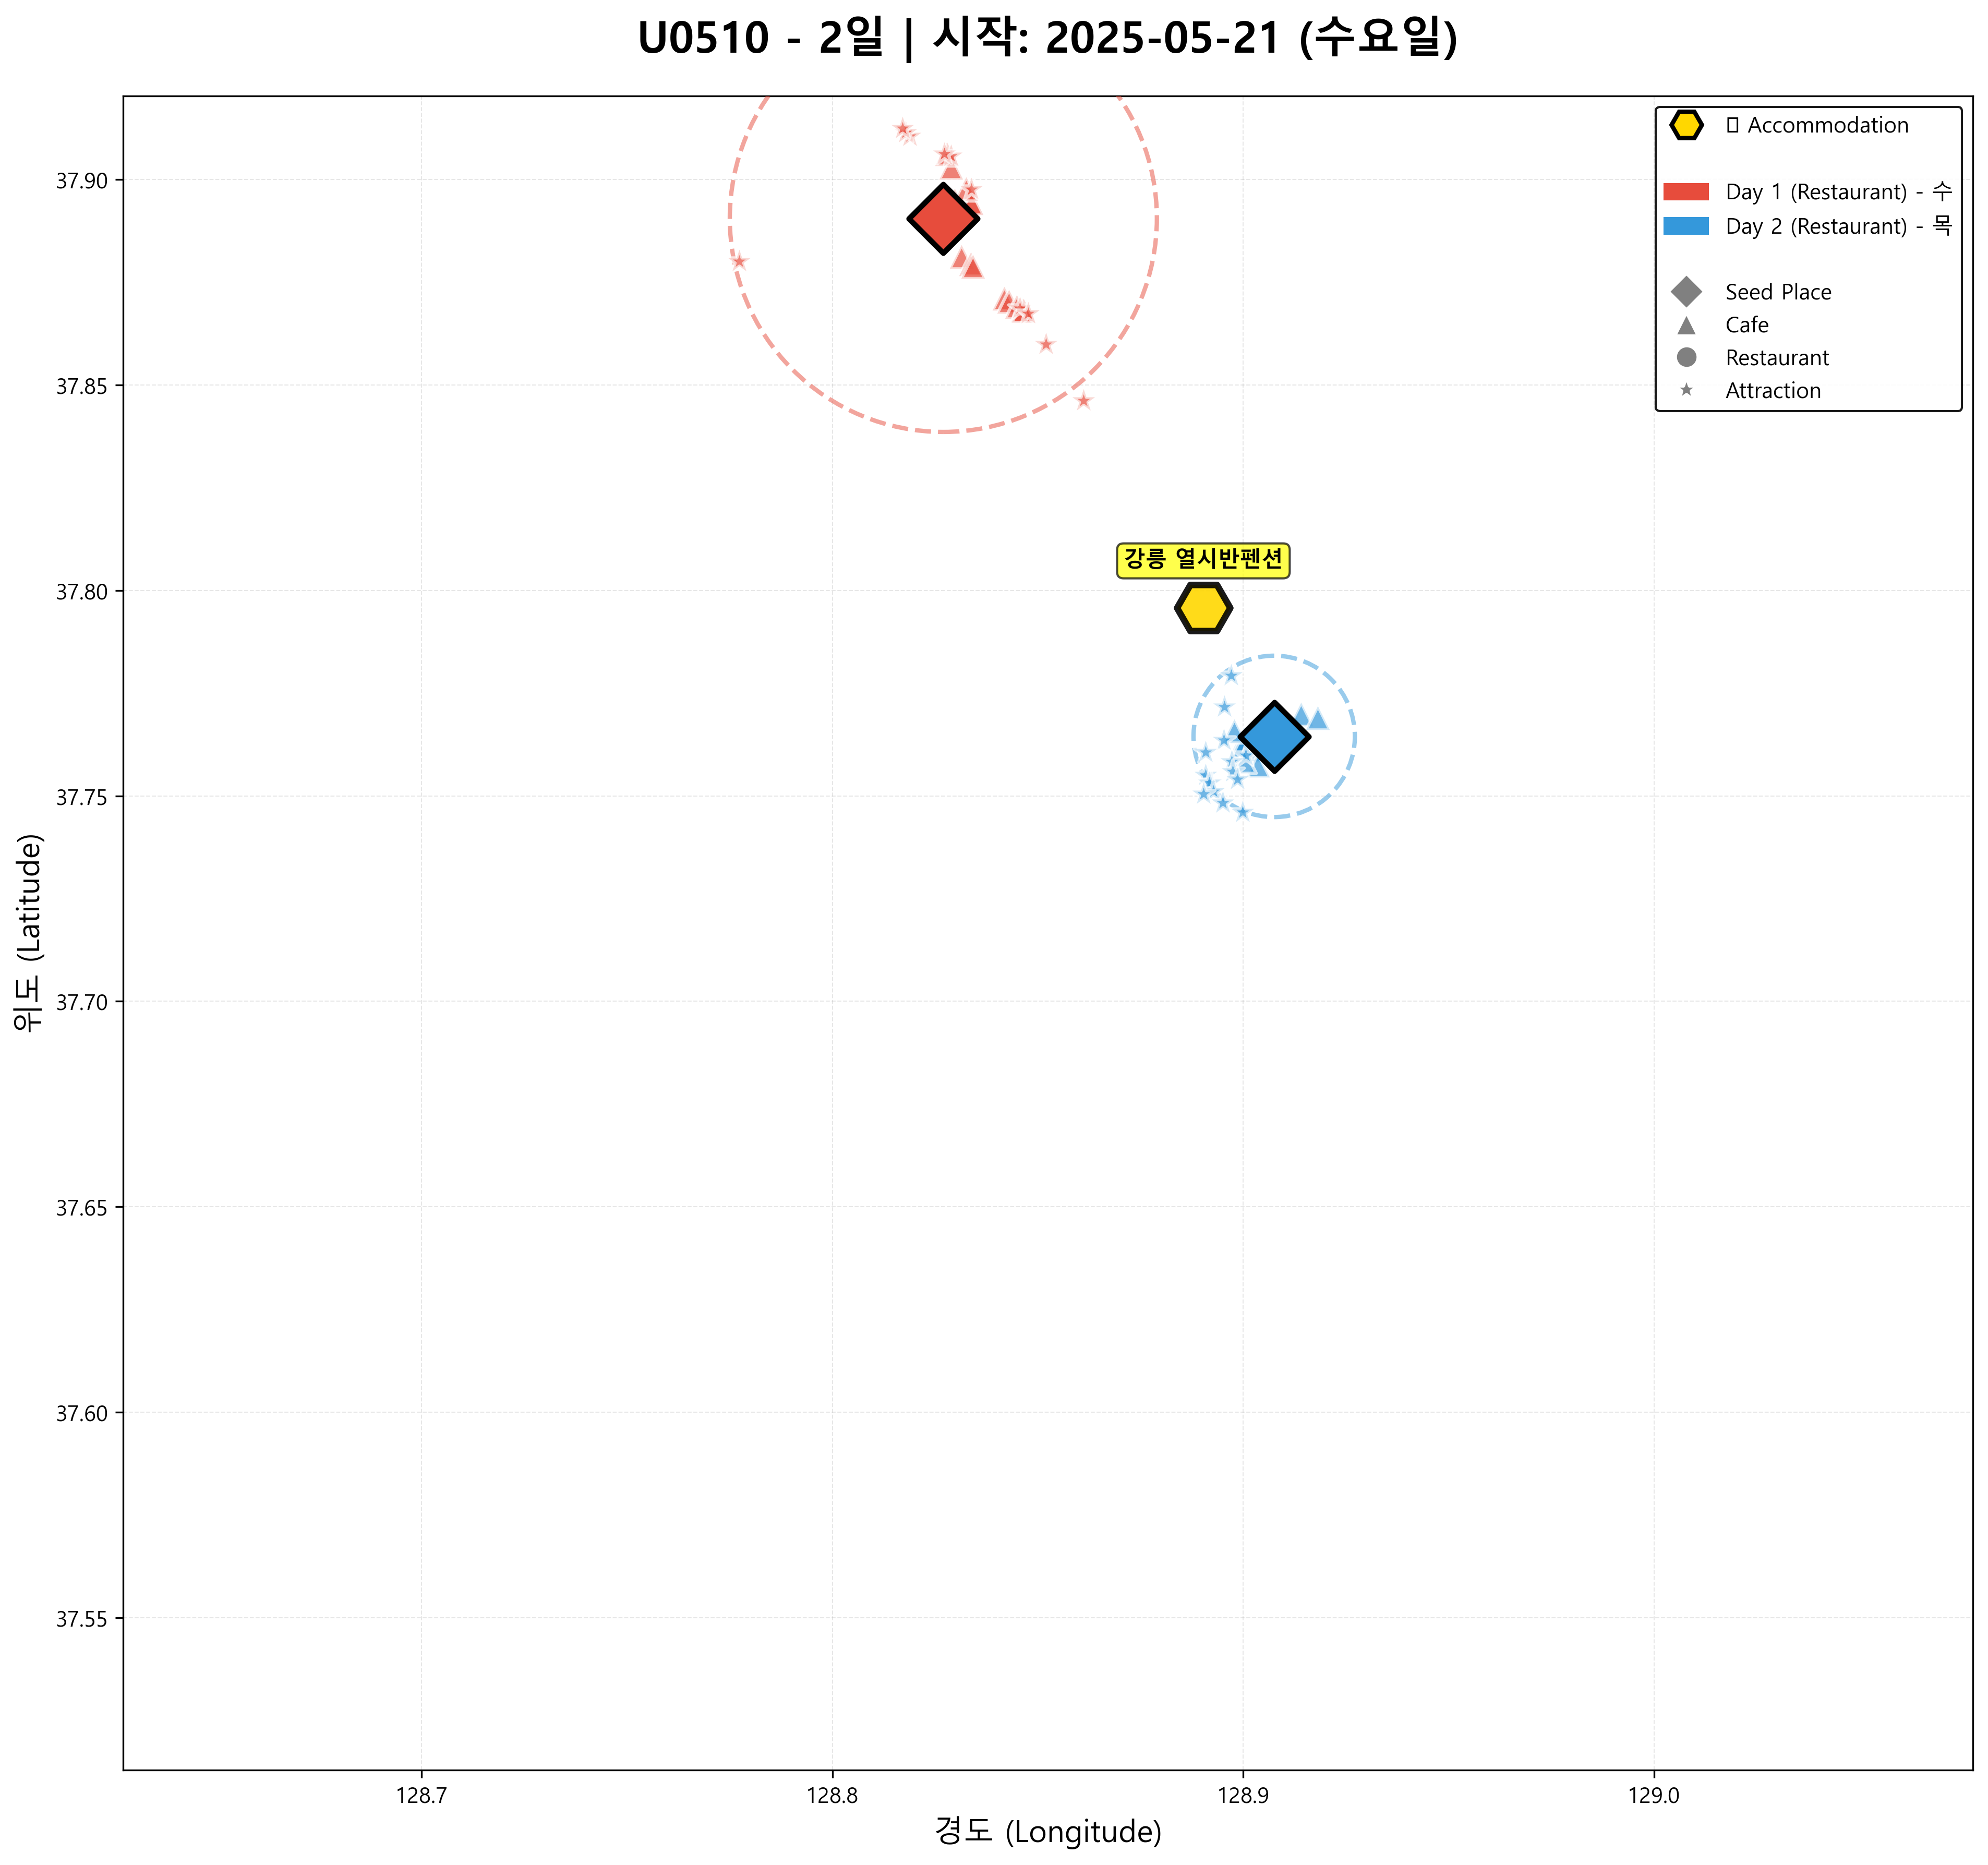 U0510 - 2일 | 시작: 2025-05-21 (수요일)
Accommodation
Day 1 (Restaurant) - 수
Day 2 (Restaurant) - 목
Seed Place
Cafe
Restaurant
Attraction
강릉 열시반펜션
위도 (Latitude)
37.90
37.85
37.80
37.75
37.70
37.65
37.60
37.55
128.7
128.8
128.9
129.0
경도 (Longitude)